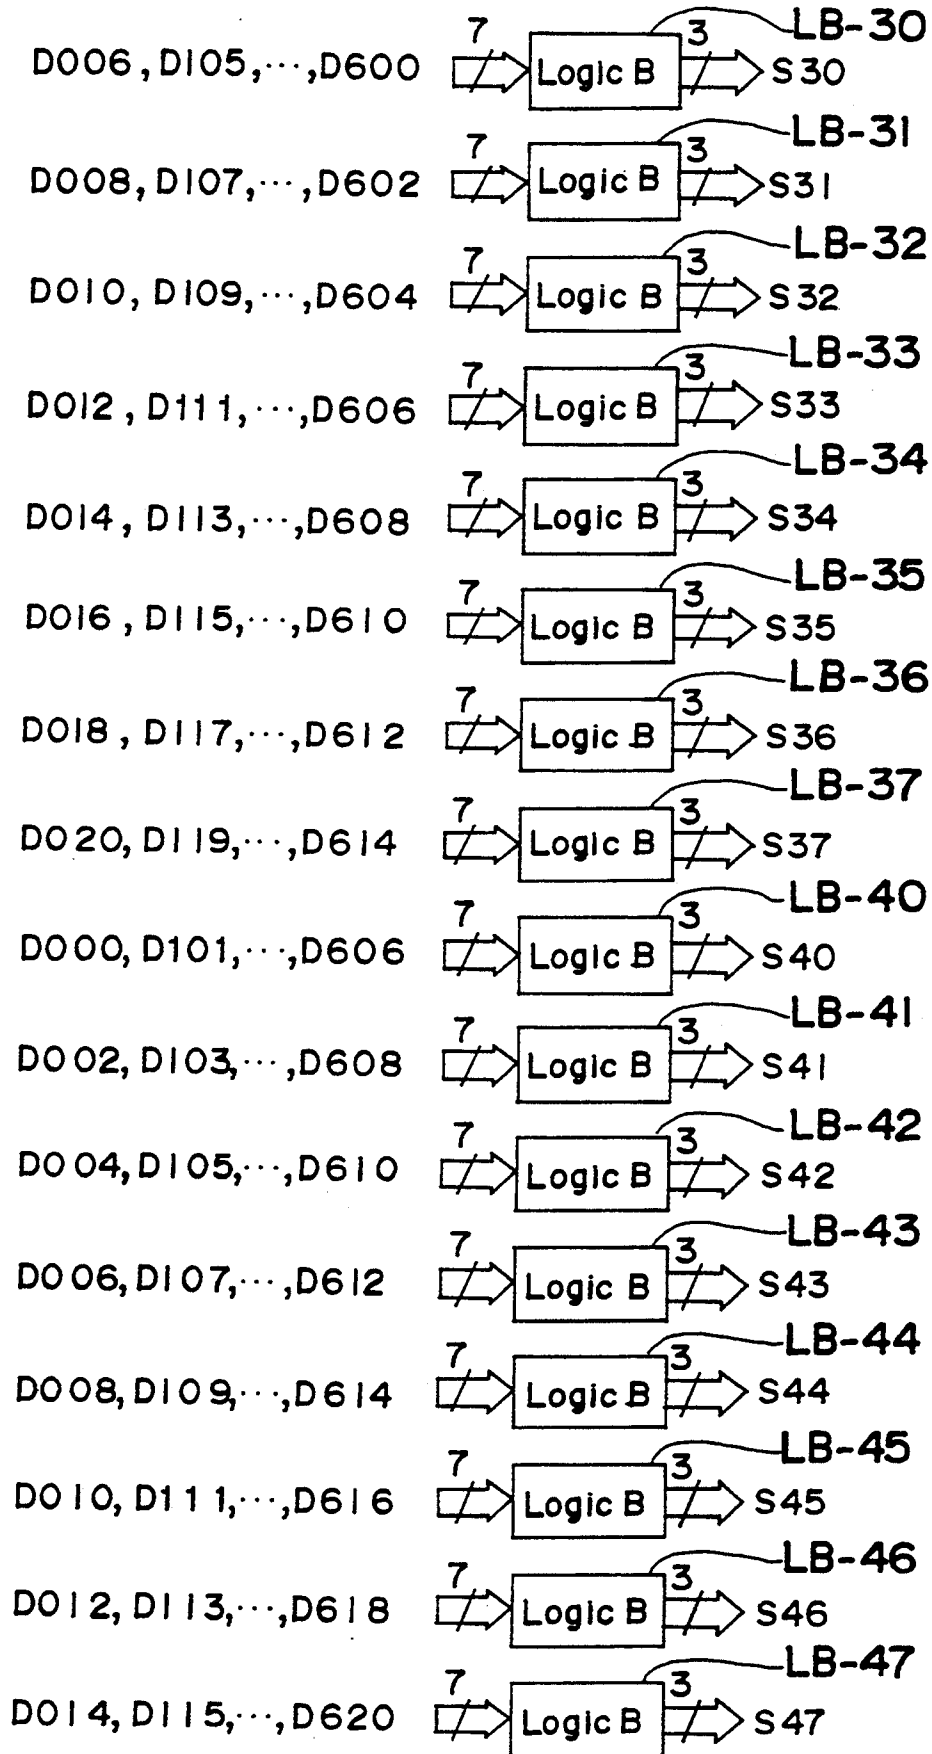 LB-30
D006, D105, ···, D600 7 Logic B 3 S30
LB-31
D008, D107, ···, D602 7 Logic B 3 S31
LB-32
D010, D109, ···, D604 7 Logic B 3 S32
LB-33
D012, D111, ···, D606 7 Logic B 3 S33
LB-34
D014, D113, ···, D608 7 Logic B 3 S34
LB-35
D016, D115, ···, D610 7 Logic B 3 S35
LB-36
D018, D117, ···, D612 7 Logic B 3 S36
LB-37
D020, D119, ···, D614 7 Logic B 3 S37
LB-40
D000, D101, ···, D606 7 Logic B 3 S40
LB-41
D002, D103, ···, D608 7 Logic B 3 S41
LB-42
D004, D105, ···, D610 7 Logic B 3 S42
LB-43
D006, D107, ···, D612 7 Logic B 3 S43
LB-44
D008, D109, ···, D614 7 Logic B 3 S44
LB-45
D010, D111, ···, D616 7 Logic B 3 S45
LB-46
D012, D113, ···, D618 7 Logic B 3 S46
LB-47
D014, D115, ···, D620 7 Logic B 3 S47